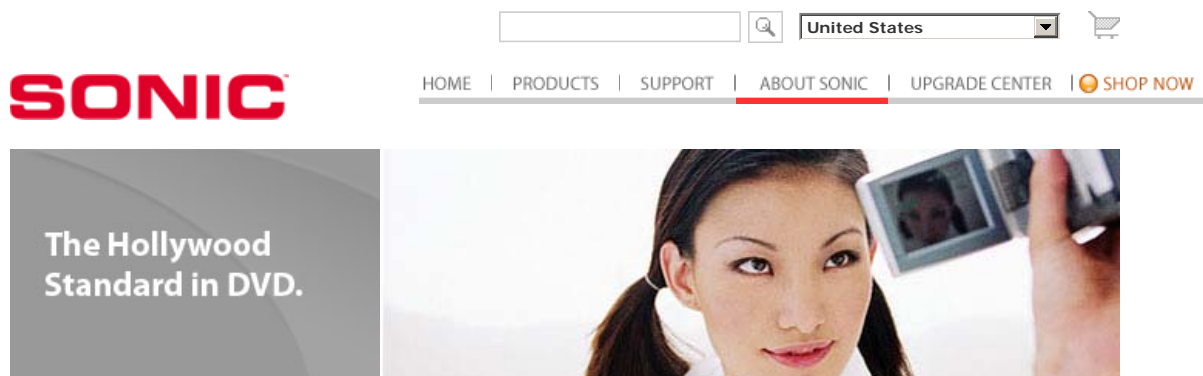 United States
SONIC
HOME | PRODUCTS | SUPPORT | ABOUT SONIC | UPGRADE CENTER | SHOP NOW
The Hollywood
Standard in DVD.